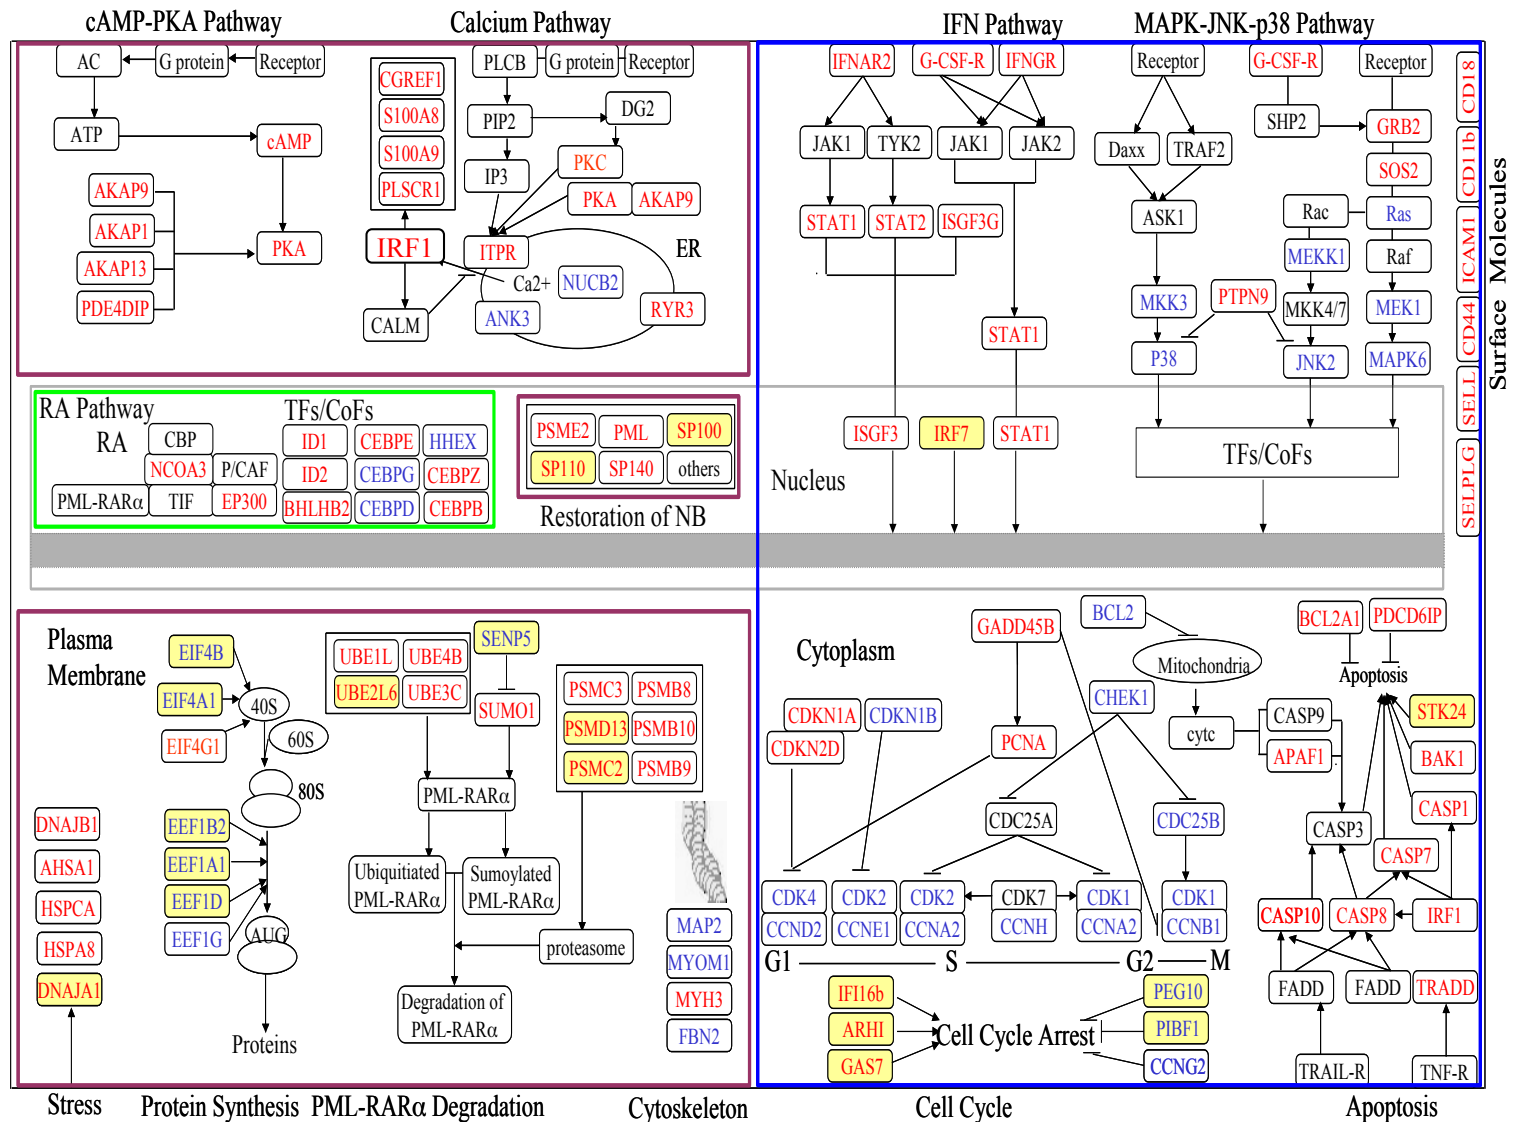 cAMP-PKA Pathway
Calcium Pathway
IFN Pathway
MAPK-JNK-p38 Pathway
AC
G protein
Receptor
ATP
cAMP
AKAP9
AKAP1
AKAP13
PDE4DIP
PKA
CGREF1
S100A8
S100A9
PLSCR1
IRF1
CALM
PLCB
G protein
Receptor
PIP2
DG2
IP3
PKC
PKA
AKAP9
ITPR
ER
Ca2+
NUCB2
ANK3
RYR3
IFNAR2
G-CSF-R
IFNGR
JAK1
TYK2
JAK1
JAK2
STAT1
STAT2
ISGF3G
STAT1
ISGF3
IRF7
STAT1
Receptor
G-CSF-R
Receptor
SHP2
GRB2
Daxx
TRAF2
SOS2
ASK1
Rac
Ras
MEKK1
Raf
MKK3
PTPN9
MKK4/7
MEK1
P38
JNK2
MAPK6
TFs/CoFs
CD18
CD11b
ICAM1
CD44
SELL
SELPLG
Surface Molecules
RA Pathway
TFs/CoFs
RA
CBP
NCOA3
P/CAF
PML-RARα
TIF
EP300
ID1
CEBPE
HHEX
ID2
CEBPG
CEBPZ
BHLHB2
CEBPD
CEBPB
PSME2
PML
SP100
SP110
SP140
others
Restoration of NB
Nucleus
Plasma
Membrane
EIF4B
EIF4A1
EIF4G1
40S
60S
80S
EEF1B2
EEF1A1
EEF1D
EEF1G
AUG
Proteins
DNAJB1
AHSA1
HSPCA
HSPA8
DNAJA1
UBE1L
UBE4B
UBE2L6
UBE3C
SENP5
SUMO1
PSMC3
PSMB8
PSMD13
PSMB10
PSMC2
PSMB9
PML-RARα
Ubiquitiated
PML-RARα
Sumoylated
PML-RARα
proteasome
Degradation of
PML-RARα
MAP2
MYOM1
MYH3
FBN2
Cytoplasm
GADD45B
BCL2
Mitochondria
BCL2A1
PDCD6IP
Apoptosis
CDKN1A
CDKN1B
CDKN2D
PCNA
CHEK1
cytc
CASP9
APAF1
STK24
BAK1
CASP1
CASP3
CASP7
CDC25A
CDC25B
CDK4
CCND2
CDK2
CCNE1
CDK2
CCNA2
CDK7
CCNH
CDK1
CCNA2
CDK1
CCNB1
CASP10
CASP8
IRF1
G1
S
G2
M
FADD
FADD
TRADD
IFI16b
ARHI
GAS7
Cell Cycle Arrest
PEG10
PIBF1
CCNG2
TRAIL-R
TNF-R
Stress
Protein Synthesis
PML-RARα Degradation
Cytoskeleton
Cell Cycle
Apoptosis